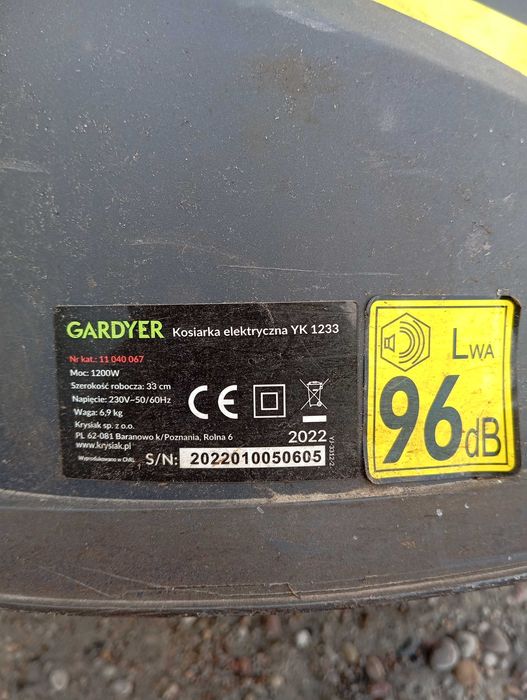 GARDYER Kosiarka elektryczna YK 1233
Nr kat.: 11 040 067
Moc: 1200W
Szerokość robocza: 33 cm
Napięcie: 230V~50/60Hz
Waga: 6,9 kg
Krysiak sp. z o.o.
PL 62-081 Baranowo k/Poznania, Rolna 6
www.krysiak.pl
Wyprodukowano w ChRL
CE
2022
S/N: 2022010050605
LWA
96dB